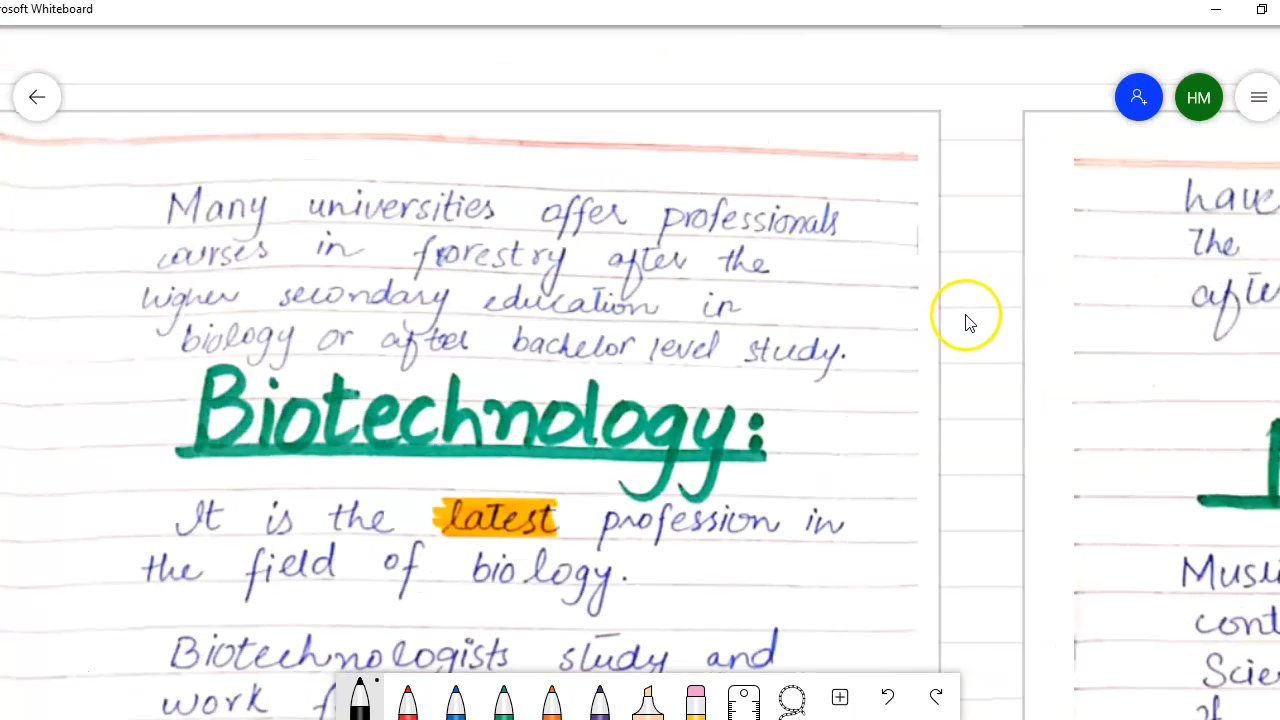 rosoft Whiteboard
HM
Many universities offer professionals
courses in forestry after the
higher secondary education in
biology or after bachelor level study.
Biotechnology:
It is the latest profession in
the field of biology.
Biotechnologists study and
work f
have
The
afte
Musli
cont
Scie
of